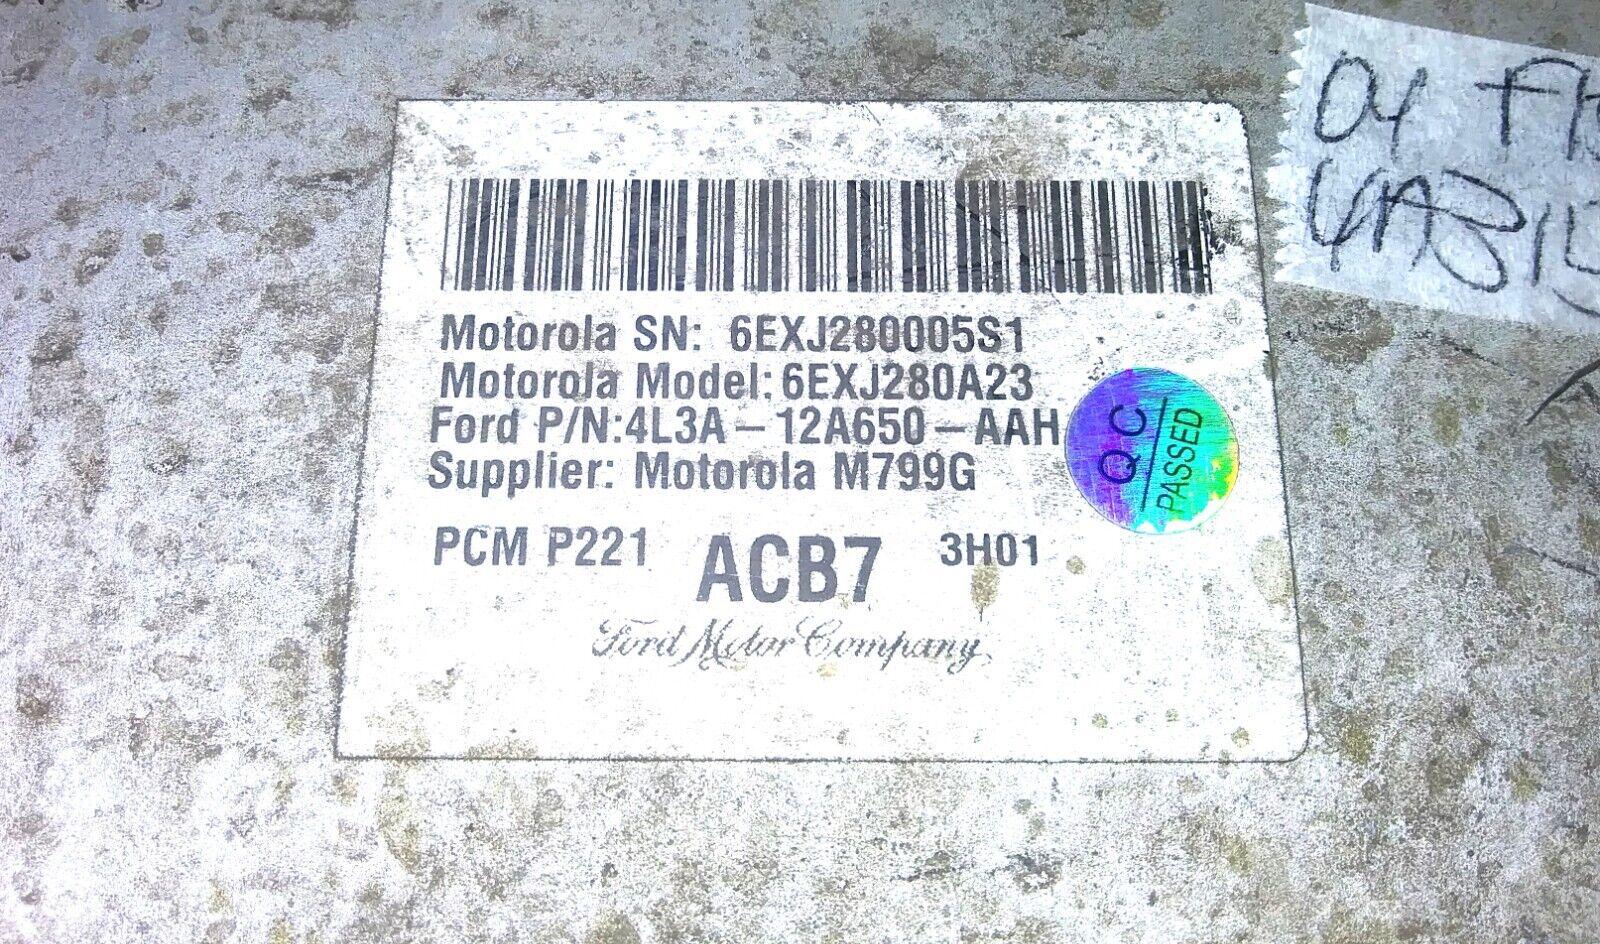 Motorola SN: 6EXJ280005S1
Motorola Model: 6EXJ280A23
Ford P/N:4L3A-12A650-AAH
Supplier: Motorola M799G
PCM P221 ACB7 3H01
Ford Motor Company
QC
PASSED
04